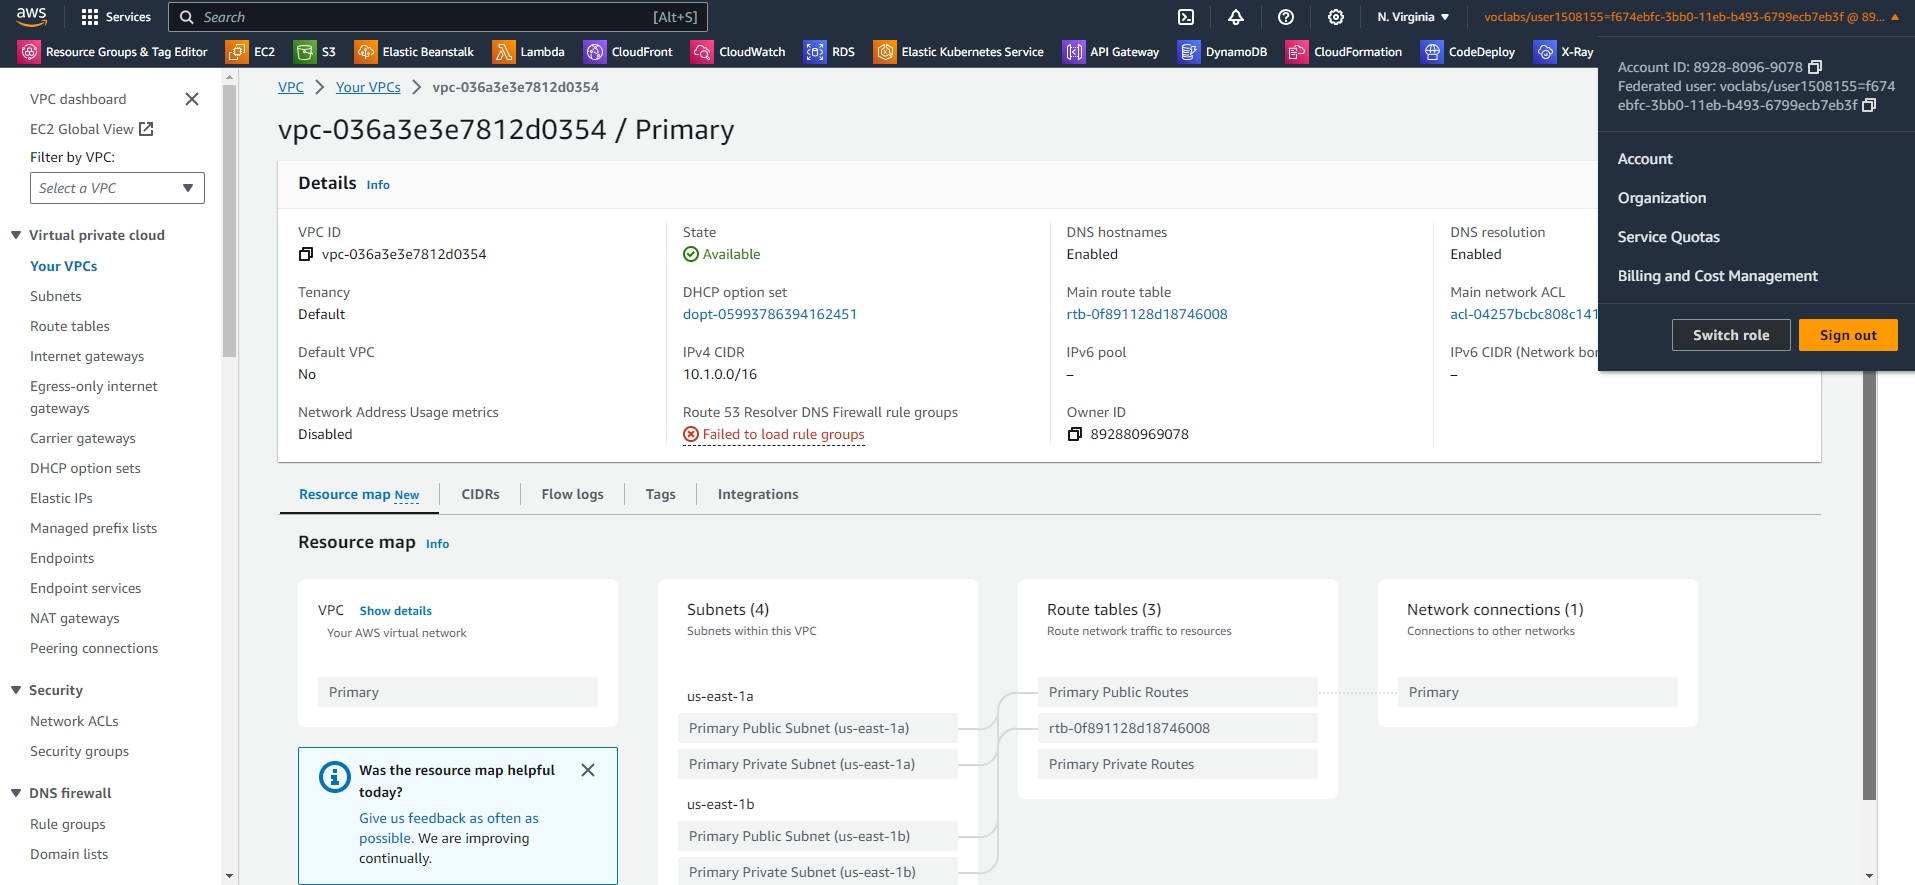 aws
Services
Search
[Alt+S]
N. Virginia
voclabs/user1508155=f674ebfc-3bb0-11eb-b493-6799ecb7eb3f @ 89...
Resource Groups & Tag Editor
EC2
S3
Elastic Beanstalk
Lambda
CloudFront
CloudWatch
RDS
Elastic Kubernetes Service
API Gateway
DynamoDB
CloudFormation
CodeDeploy
X-Ray
Account ID: 8928-8096-9078
Federated user: voclabs/user1508155=f674
ebfc-3bb0-11eb-b493-6799ecb7eb3f
Account
Organization
Service Quotas
Billing and Cost Management
Switch role
Sign out
VPC dashboard
EC2 Global View
Filter by VPC:
Select a VPC
Virtual private cloud
Your VPCs
Subnets
Route tables
Internet gateways
Egress-only internet
gateways
Carrier gateways
DHCP option sets
Elastic IPs
Managed prefix lists
Endpoints
Endpoint services
NAT gateways
Peering connections
Security
Network ACLs
Security groups
DNS firewall
Rule groups
Domain lists
VPC
Your VPCs
vpc-036a3e3e7812d0354
vpc-036a3e3e7812d0354 / Primary
Details Info
VPC ID
vpc-036a3e3e7812d0354
State
Available
DNS hostnames
Enabled
DNS resolution
Enabled
Tenancy
Default
DHCP option set
dopt-05993786394162451
Main route table
rtb-0f891128d18746008
Main network ACL
acl-04257bcbc808c141
Default VPC
No
IPv4 CIDR
10.1.0.0/16
IPv6 pool
–
IPv6 CIDR (Network bor
–
Network Address Usage metrics
Disabled
Route 53 Resolver DNS Firewall rule groups
Failed to load rule groups
Owner ID
892880969078
Resource map New
CIDRs
Flow logs
Tags
Integrations
Resource map Info
VPC Show details
Your AWS virtual network
Primary
Was the resource map helpful
today?
Give us feedback as often as
possible. We are improving
continually.
Subnets (4)
Subnets within this VPC
us-east-1a
Primary Public Subnet (us-east-1a)
Primary Private Subnet (us-east-1a)
us-east-1b
Primary Public Subnet (us-east-1b)
Primary Private Subnet (us-east-1b)
Route tables (3)
Route network traffic to resources
Primary Public Routes
rtb-0f891128d18746008
Primary Private Routes
Network connections (1)
Connections to other networks
Primary